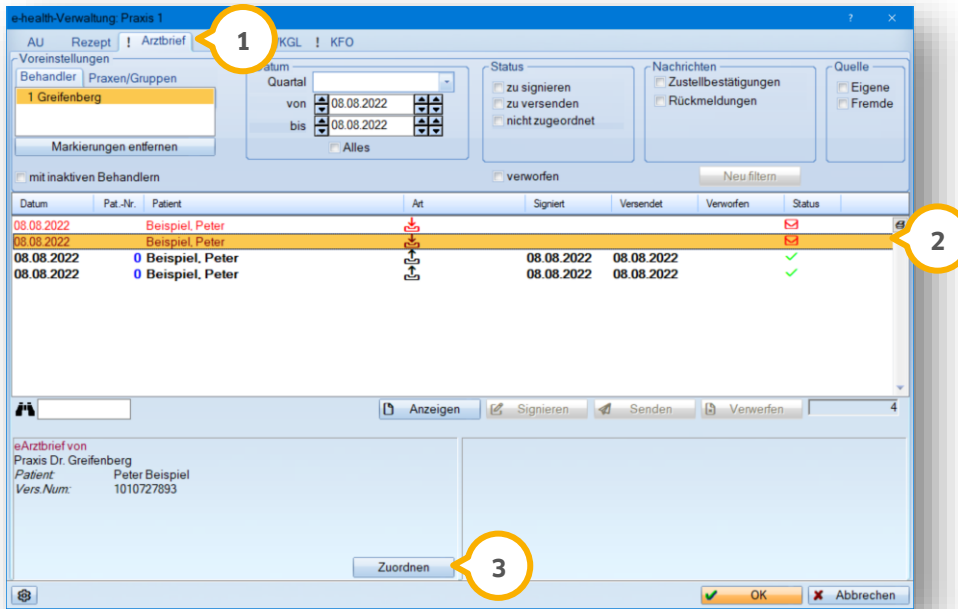 e-health-Verwaltung: Praxis 1 ? ×
AU Rezept ! Arztbrief KGL ! KFO
1
Voreinstellungen
Behandler Praxen/Gruppen
1 Greifenberg
Markierungen entfernen
mit inaktiven Behandlern
Datum
Quartal
von 08.08.2022
bis 08.08.2022
Alles
Status
zu signieren
zu versenden
nicht zugeordnet
verworfen
Nachrichten
Zustellbestätigungen
Rückmeldungen
Neu filtern
Quelle
Eigene
Fremde
Datum Pat.-Nr. Patient Art Signiert Versendet Verworfen Status
08.08.2022 Beispiel, Peter
08.08.2022 Beispiel, Peter
08.08.2022 0 Beispiel, Peter 08.08.2022 08.08.2022
08.08.2022 0 Beispiel, Peter 08.08.2022 08.08.2022
2
Anzeigen Signieren Senden Verwerfen 4
eArztbrief von
Praxis Dr. Greifenberg
Patient: Peter Beispiel
Vers.Num: 1010727893
Zuordnen
3
OK Abbrechen